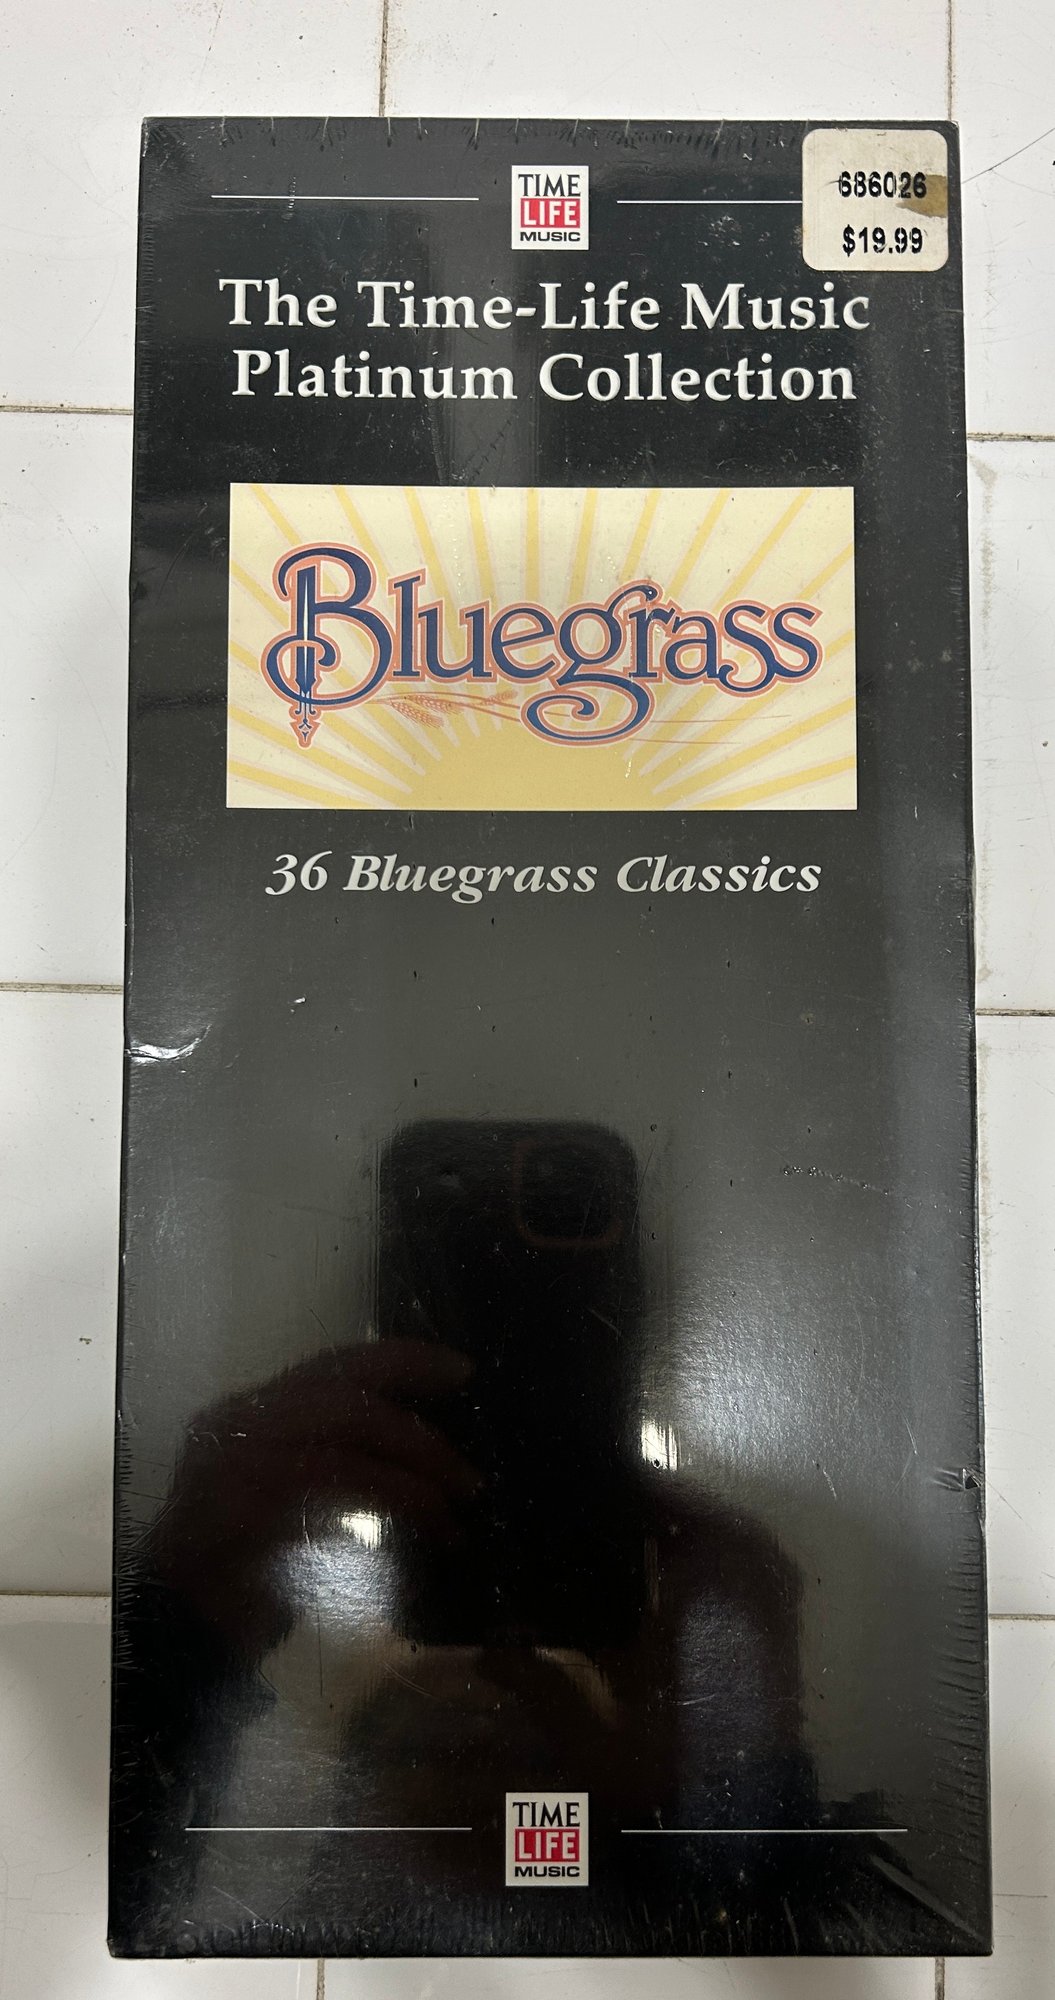 TIME
LIFE
MUSIC
686026
$19.99
The Time-Life Music
Platinum Collection
Bluegrass
36 Bluegrass Classics
TIME
LIFE
MUSIC